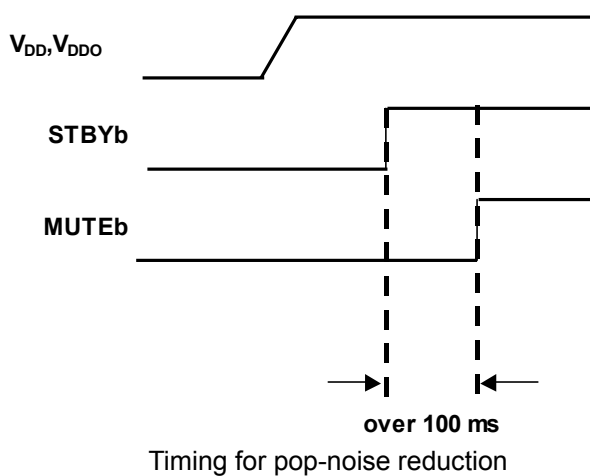 VDD,VDDO
STBYb
MUTEb
over 100 ms
Timing for pop-noise reduction